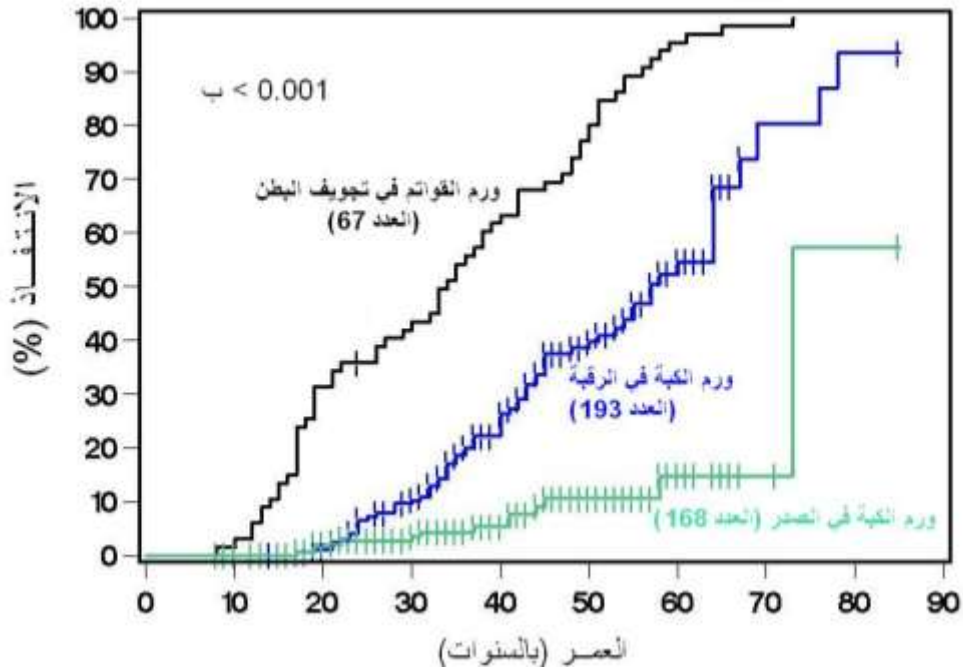 الانتفــاذ (%)
100
90
80
70
60
50
40
30
20
10
0
ب < 0.001
ورم القواتم في تجويف البطن
(العدد 67)
ورم الكبة في الرقبة
(العدد 193)
ورم الكبة في الصدر (العدد 168)
0 10 20 30 40 50 60 70 80 90
العمــر (بالسنوات)